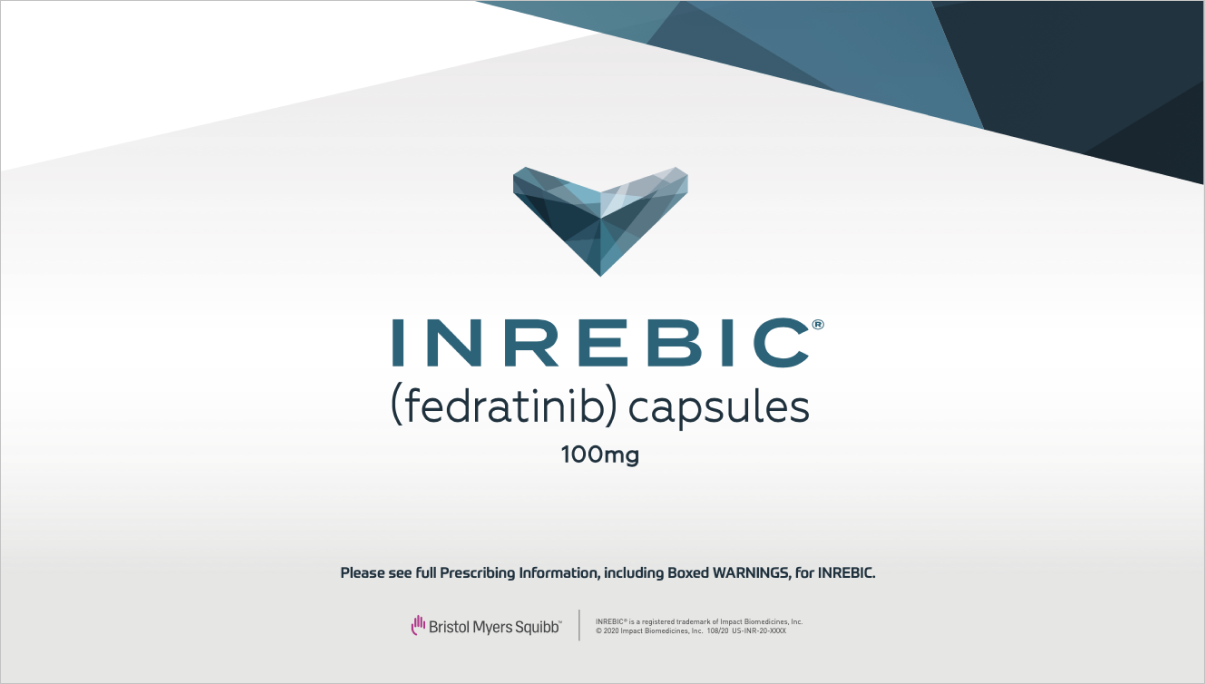 INREBIC®
(fedratinib) capsules
100mg
Please see full Prescribing Information, including Boxed WARNINGS, for INREBIC.
Bristol Myers Squibb™
INREBIC® is a registered trademark of Impact Biomedicines, Inc.
© 2020 Impact Biomedicines, Inc. 108/20 US-INR-20-XXXX